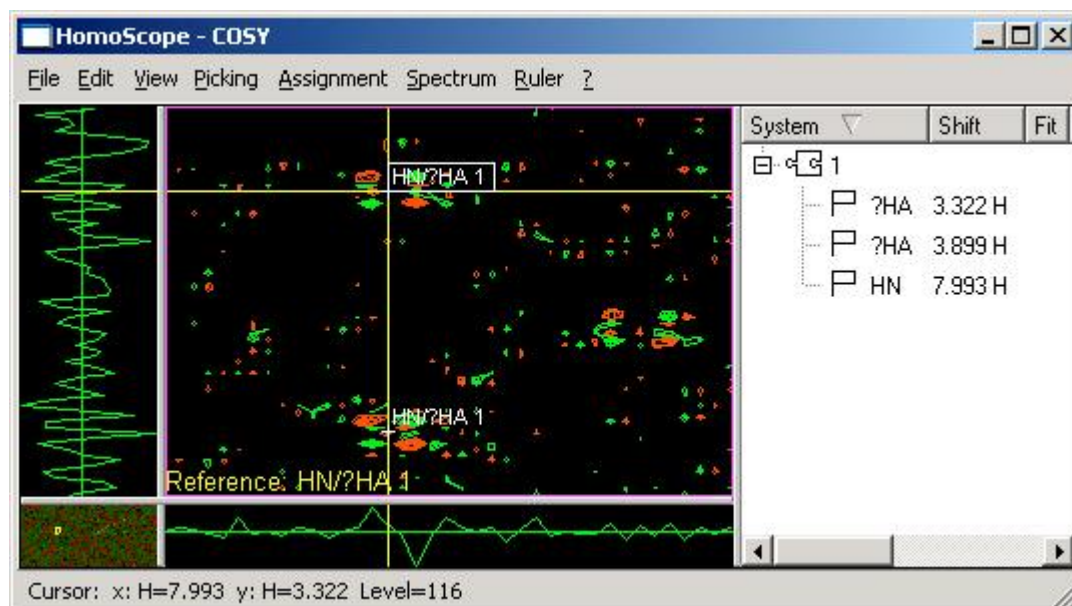 HomoScope - COSY
File Edit View Picking Assignment Spectrum Ruler ?
System Shift Fit
1
?HA 3.322 H
?HA 3.899 H
HN 7.993 H
HN/?HA 1
HN/?HA 1
Reference: HN/?HA 1
Cursor: x: H=7.993 y: H=3.322 Level=116